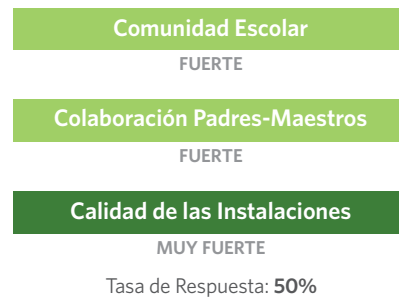 Comunidad Escolar
FUERTE
Colaboración Padres-Maestros
FUERTE
Calidad de las Instalaciones
MUY FUERTE
Tasa de Respuesta: 50%